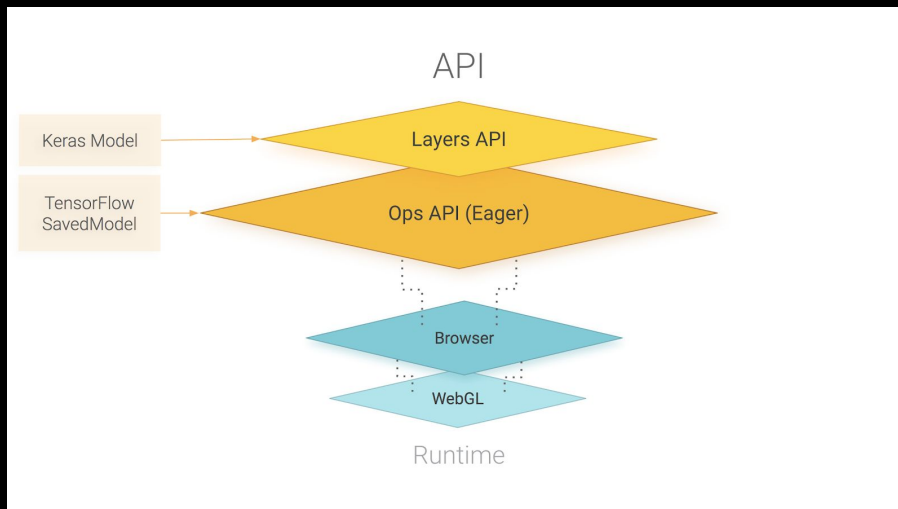 API
Keras Model
Layers API
TensorFlow
SavedModel
Ops API (Eager)
Browser
WebGL
Runtime